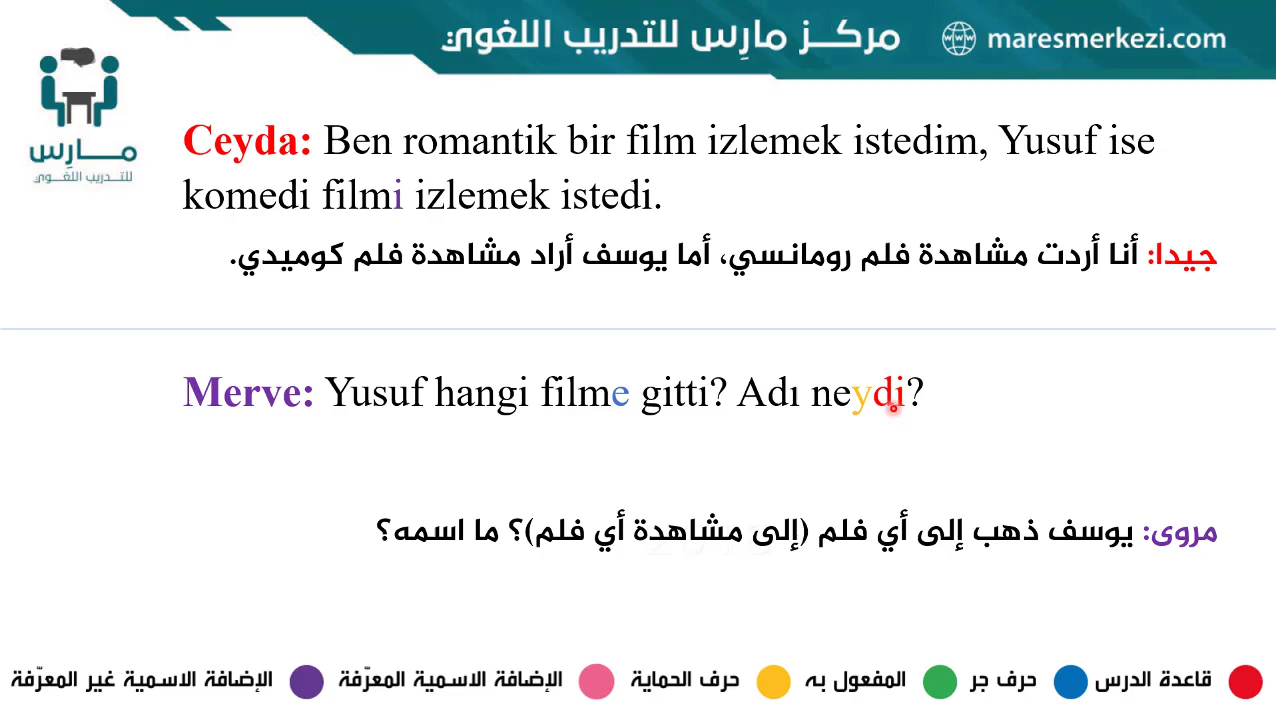 مركز مارِس للتدريب اللغوي
maresmerkezi.com
مـــارِس
للتــدريب اللغــوي
Ceyda: Ben romantik bir film izlemek istedim, Yusuf ise
komedi filmi izlemek istedi.
جيدا: أنا أردت مشاهدة فلم رومانسي، أما يوسف أراد مشاهدة فلم كوميدي.
Merve: Yusuf hangi filme gitti? Adı neydi?
مروى: يوسف ذهب إلى أي فلم (إلى مشاهدة أي فلم)؟ ما اسمه؟
قاعدة الدرس حرف جر المفعول به حرف الحماية الإضافة الاسمية المعرّفة الإضافة الاسمية غير المعرّفة